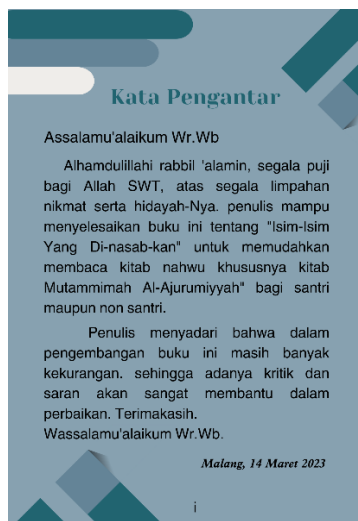 Kata Pengantar
Assalamu'alaikum Wr.Wb
Alhamdulillahi rabbil 'alamin, segala puji
bagi Allah SWT, atas segala limpahan
nikmat serta hidayah-Nya. penulis mampu
menyelesaikan buku ini tentang "Isim-Isim
Yang Di-nasab-kan" untuk memudahkan
membaca kitab nahwu khususnya kitab
Mutammimah Al-Ajurumiyyah" bagi santri
maupun non santri.
Penulis menyadari bahwa dalam
pengembangan buku ini masih banyak
kekurangan. sehingga adanya kritik dan
saran akan sangat membantu dalam
perbaikan. Terimakasih.
Wassalamu'alaikum Wr.Wb.
Malang, 14 Maret 2023
i